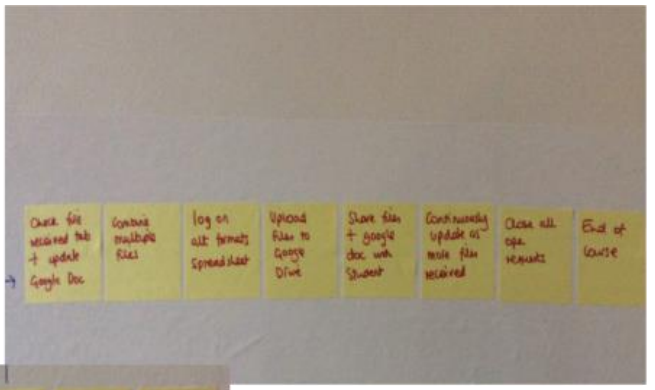 Check file
received tab
+ update
Google Doc
Combine
multiple
files
log on
alt formats
Spreadsheet
Upload
Files to
Google
Drive
Share files
+ google
doc with
Student
Continuously
update as
more files
received
Close all
ope
requests
End of
course